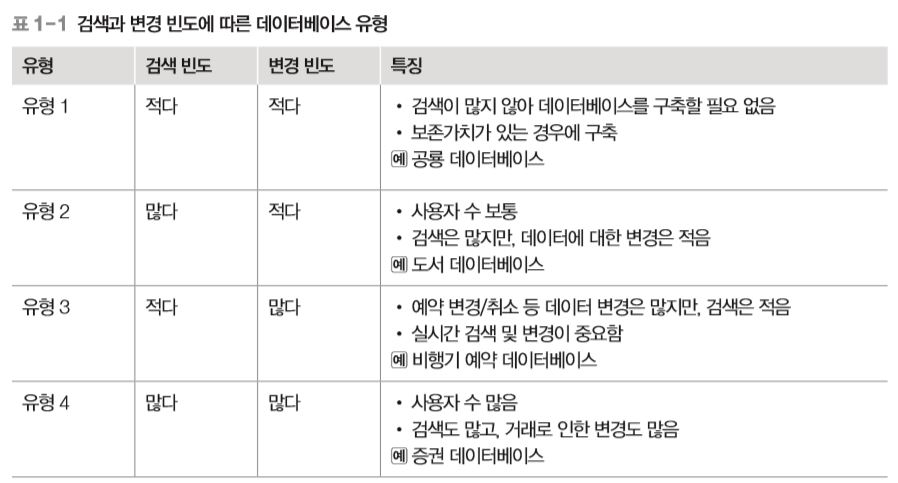 표 1-1 검색과 변경 빈도에 따른 데이터베이스 유형
유형 검색 빈도 변경 빈도 특징
유형 1 적다 적다 • 검색이 많지 않아 데이터베이스를 구축할 필요 없음
• 보존가치가 있는 경우에 구축
예 공룡 데이터베이스
유형 2 많다 적다 • 사용자 수 보통
• 검색은 많지만, 데이터에 대한 변경은 적음
예 도서 데이터베이스
유형 3 적다 많다 • 예약 변경/취소 등 데이터 변경은 많지만, 검색은 적음
• 실시간 검색 및 변경이 중요함
예 비행기 예약 데이터베이스
유형 4 많다 많다 • 사용자 수 많음
• 검색도 많고, 거래로 인한 변경도 많음
예 증권 데이터베이스